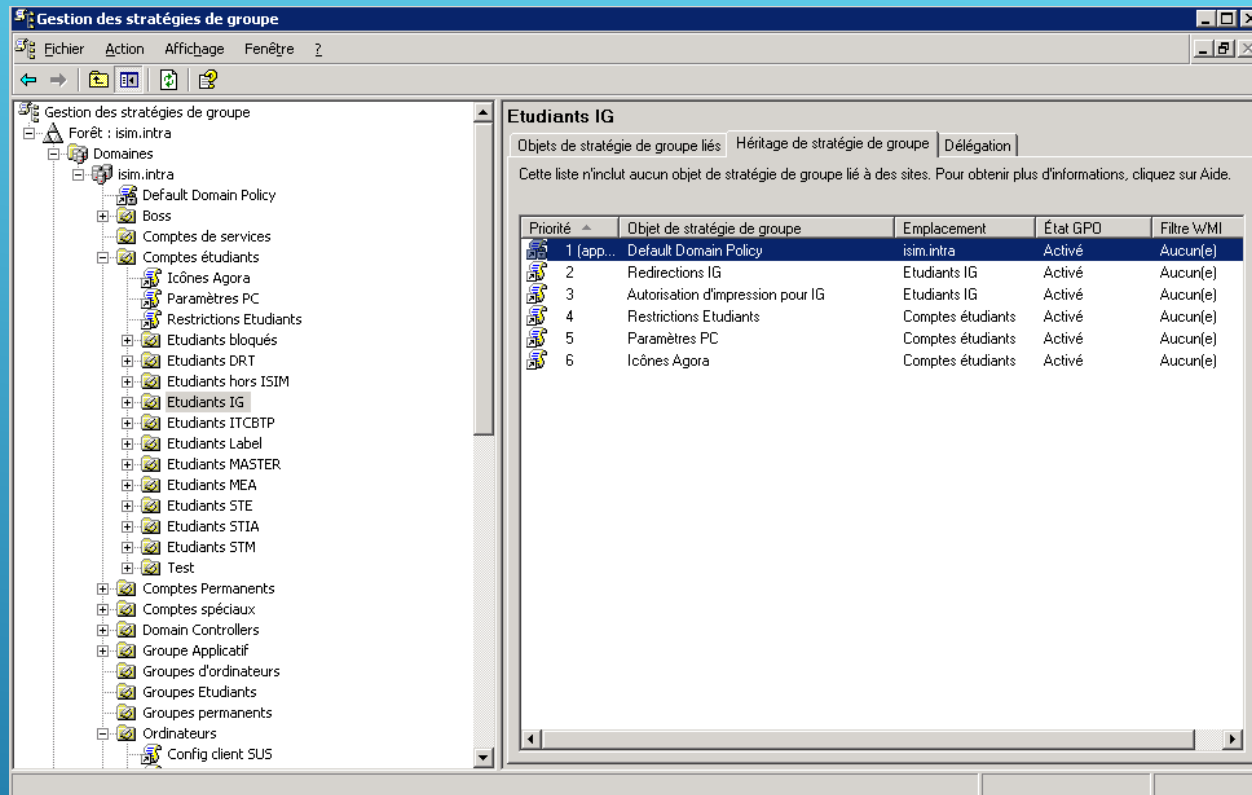 Gestion des stratégies de groupe
Fichier Action Affichage Fenêtre ?
Gestion des stratégies de groupe
Forêt : isim.intra
Domaines
isim.intra
Default Domain Policy
Boss
Comptes de services
Comptes étudiants
Icônes Agora
Paramètres PC
Restrictions Etudiants
Etudiants bloqués
Etudiants DRT
Etudiants hors ISIM
Etudiants IG
Etudiants ITCBTP
Etudiants Label
Etudiants MASTER
Etudiants MEA
Etudiants STE
Etudiants STIA
Etudiants STM
Test
Comptes Permanents
Comptes spéciaux
Domain Controllers
Groupe Applicatif
Groupes d'ordinateurs
Groupes Etudiants
Groupes permanents
Ordinateurs
Config client SUS
Etudiants IG
Objets de stratégie de groupe liés Héritage de stratégie de groupe Délégation
Cette liste n'inclut aucun objet de stratégie de groupe lié à des sites. Pour obtenir plus d'informations, cliquez sur Aide.
Priorité Objet de stratégie de groupe Emplacement État GPO Filtre WMI
1 (app... Default Domain Policy isim.intra Activé Aucun(e)
2 Redirections IG Etudiants IG Activé Aucun(e)
3 Autorisation d'impression pour IG Etudiants IG Activé Aucun(e)
4 Restrictions Etudiants Comptes étudiants Activé Aucun(e)
5 Paramètres PC Comptes étudiants Activé Aucun(e)
6 Icônes Agora Comptes étudiants Activé Aucun(e)